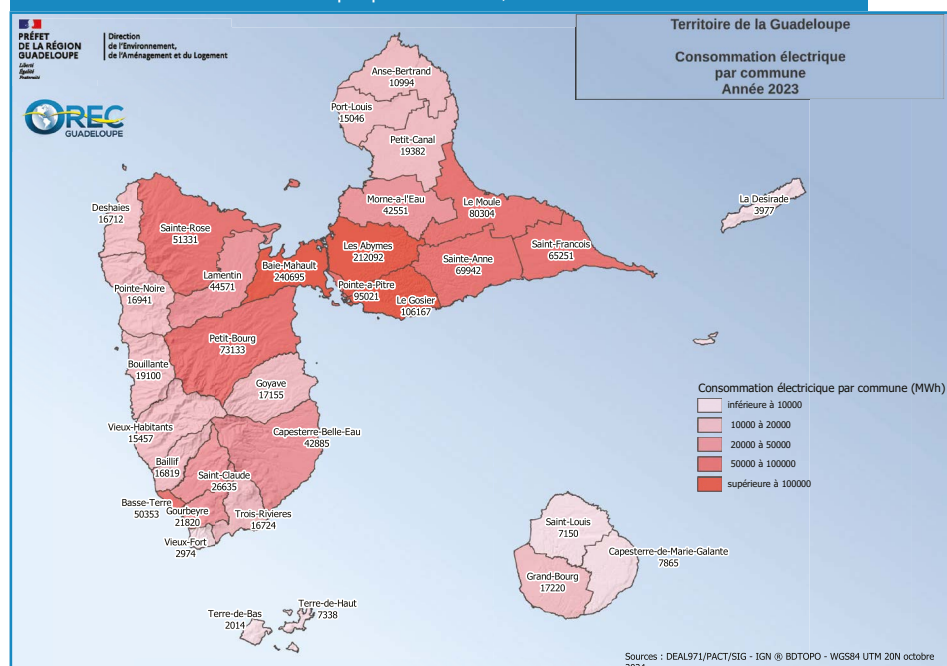 PRÉFET
DE LA RÉGION
GUADELOUPE
Liberté
Égalité
Fraternité
Direction
de l'Environnement,
de l'Aménagement et du Logement
OREC
GUADELOUPE
Territoire de la Guadeloupe
Consommation électrique
par commune
Année 2023
Anse-Bertrand
10994
Port-Louis
15046
Petit-Canal
19382
Morne-a-l'Eau
42551
Le Moule
80304
La Desirade
3977
Deshaies
16712
Sainte-Rose
51331
Les Abymes
212092
Saint-Francois
65251
Sainte-Anne
69942
Baie-Mahault
240695
Lamentin
44571
Pointe-Noire
16941
Pointe-a-Pitre
95021
Le Gosier
106167
Petit-Bourg
73133
Bouillante
19100
Goyave
17155
Vieux-Habitants
15457
Capesterre-Belle-Eau
42885
Baillif
16819
Saint-Claude
26635
Basse-Terre
50353
Gourbeyre
21820
Trois-Rivieres
16724
Vieux-Fort
2974
Terre-de-Bas
2014
Terre-de-Haut
7338
Consommation électricique par commune (MWh)
inférieure à 10000
10000 à 20000
20000 à 50000
50000 à 100000
supérieure à 100000
Saint-Louis
7150
Capesterre-de-Marie-Galante
7865
Grand-Bourg
17220
Sources : DEAL971/PACT/SIG - IGN ® BDTOPO - WGS84 UTM 20N octobre